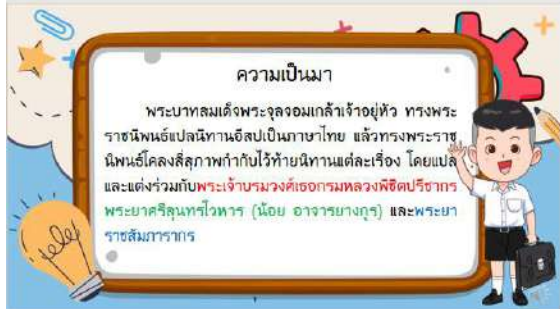 ความเป็นมา
พระบาทสมเด็จพระจุลจอมเกล้าเจ้าอยู่หัว ทรงพระ
ราชนิพนธ์แปลนิทานอีสปเป็นภาษาไทย แล้วทรงพระราช
นิพนธ์โคลงสี่สุภาพกำกับไว้ท้ายนิทานแต่ละเรื่อง โดยแปล
และแต่งร่วมกับพระเจ้าบรมวงศ์เธอกรมหลวงพิชิตปรีชากร
พระยาศรีสุนทรโวหาร (น้อย อาจารยางกูร) และพระยา
ราชสัมภารากร